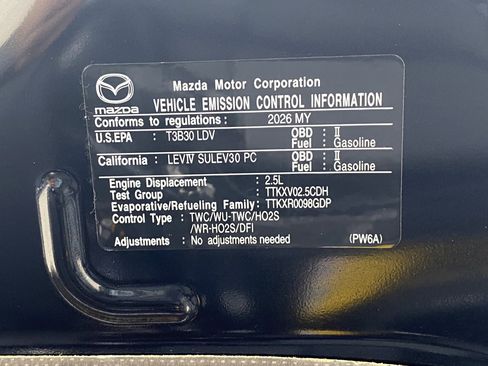 mazda
Mazda Motor Corporation
VEHICLE EMISSION CONTROL INFORMATION
Conforms to regulations: 2026 MY
U.S.EPA : T3B30 LDV OBD : II
Fuel : Gasoline
California : LEVIV SULEV30 PC OBD : II
Fuel : Gasoline
Engine Displacement : 2.5L
Test Group : TTKXV02.5CDH
Evaporative/Refueling Family: TTKXR0098GDP
Control Type : TWC/WU-TWC/HO2S
/WR-HO2S/DFI
Adjustments : No adjustments needed (PW6A)